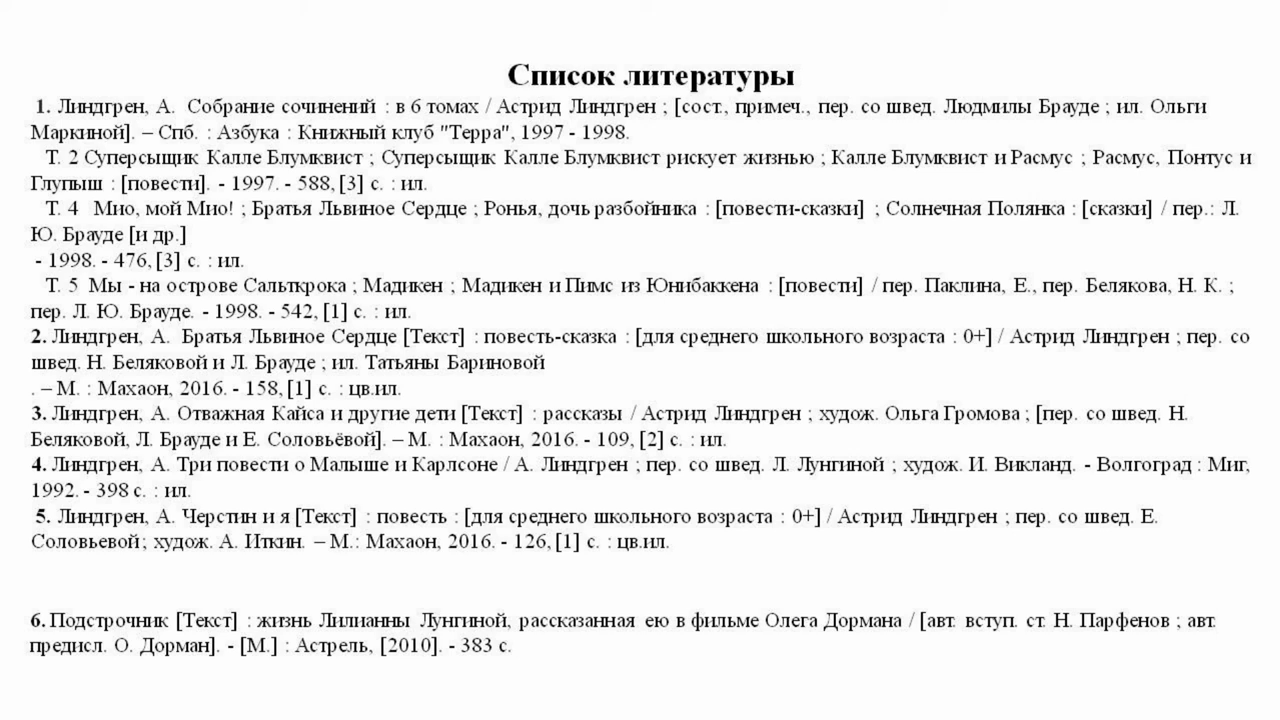 Список литературы
1. Линдгрен, А. Собрание сочинений : в 6 томах / Астрид Линдгрен ; [сост., примеч., пер. со швед. Людмилы Брауде ; ил. Ольги
Маркиной]. – Спб. : Азбука : Книжный клуб "Терра", 1997 - 1998.
Т. 2 Суперсыщик Калле Блумквист ; Суперсыщик Калле Блумквист рискует жизнью ; Калле Блумквист и Расмус ; Расмус, Понтус и
Глупыш : [повести]. - 1997. - 588, [3] с. : ил.
Т. 4 Мио, мой Мио! ; Братья Львиное Сердце ; Ронья, дочь разбойника : [повести-сказки] ; Солнечная Полянка : [сказки] / пер.: Л.
Ю. Брауде [и др.]
- 1998. - 476, [3] с. : ил.
Т. 5 Мы - на острове Сальткрока ; Мадикен ; Мадикен и Пимс из Юнибаккена : [повести] / пер. Паклина, Е., пер. Белякова, Н. К. ;
пер. Л. Ю. Брауде. - 1998. - 542, [1] с. : ил.
2. Линдгрен, А. Братья Львиное Сердце [Текст] : повесть-сказка : [для среднего школьного возраста : 0+] / Астрид Линдгрен ; пер. со
швед. Н. Беляковой и Л. Брауде ; ил. Татьяны Бариновой
. – М. : Махаон, 2016. - 158, [1] с. : цв.ил.
3. Линдгрен, А. Отважная Кайса и другие дети [Текст] : рассказы / Астрид Линдгрен ; худож. Ольга Громова ; [пер. со швед. Н.
Беляковой, Л. Брауде и Е. Соловьёвой]. – М. : Махаон, 2016. - 109, [2] с. : ил.
4. Линдгрен, А. Три повести о Малыше и Карлсоне / А. Линдгрен ; пер. со швед. Л. Лунгиной ; худож. И. Викланд. - Волгоград : Миг,
1992. - 398 с. : ил.
5. Линдгрен, А. Черстин и я [Текст] : повесть : [для среднего школьного возраста : 0+] / Астрид Линдгрен ; пер. со швед. Е.
Соловьевой; худож. А. Иткин. – М.: Махаон, 2016. - 126, [1] с. : цв.ил.
6. Подстрочник [Текст] : жизнь Лилианны Лунгиной, рассказанная ею в фильме Олега Дормана / [авт. вступ. ст. Н. Парфенов ; авт.
предисл. О. Дорман]. - [М.] : Астрель, [2010]. - 383 с.